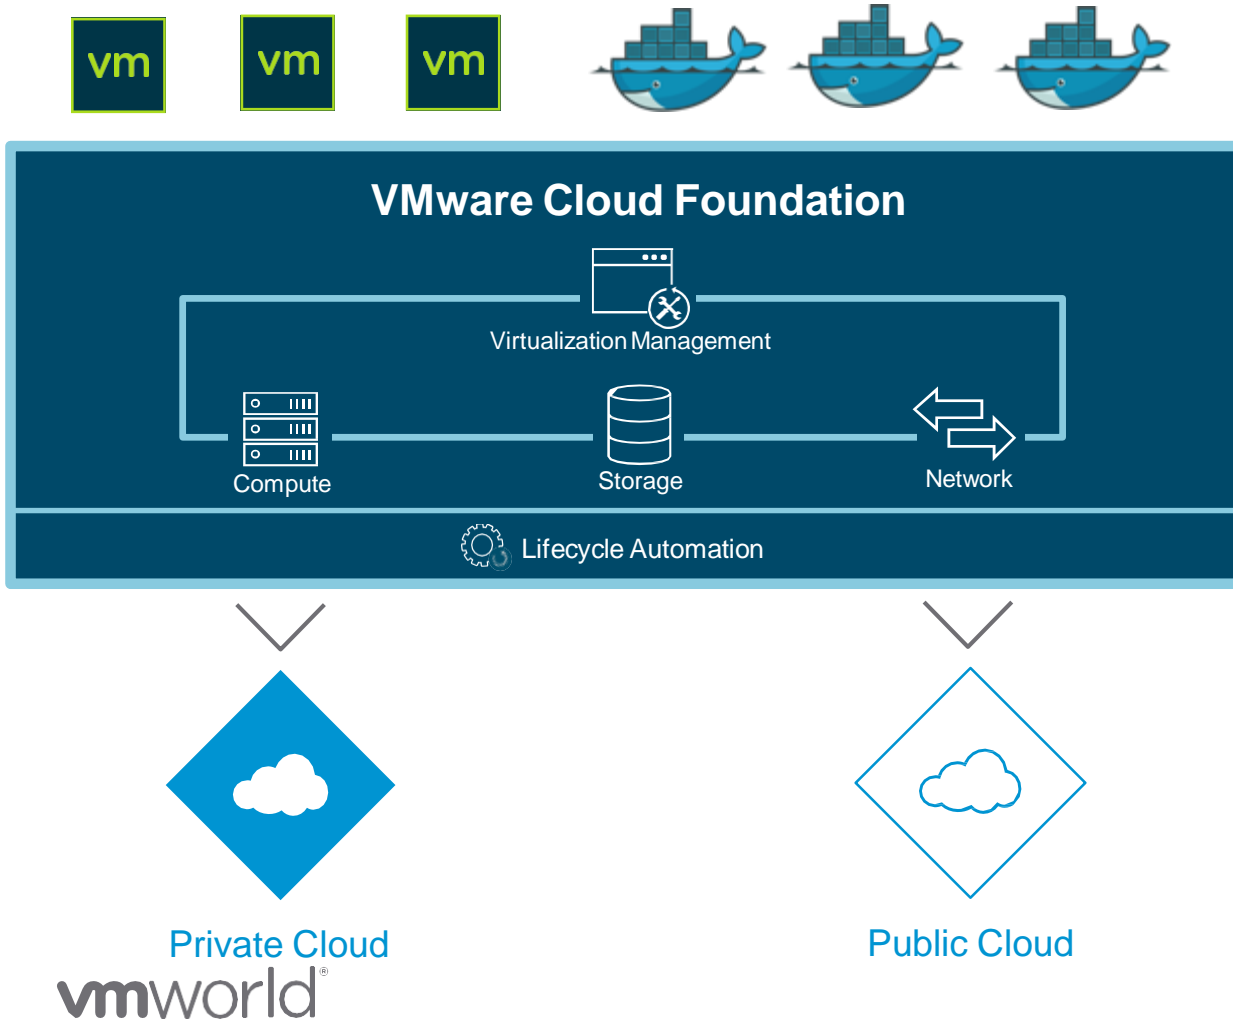 vm
vm
vm
VMware Cloud Foundation
Virtualization Management
Compute
Storage
Network
Lifecycle Automation
Private Cloud
Public Cloud
vmworld®